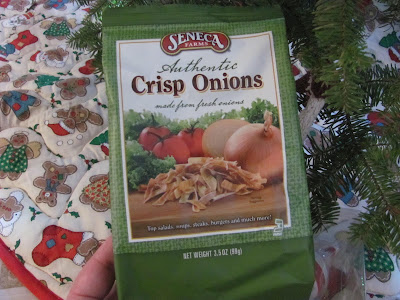 SENECA
FARMS
Authentic
Crisp Onions
made from fresh onions
Top salads, soups, steaks, burgers and much more!
NET WEIGHT 3.5 OZ (99g)